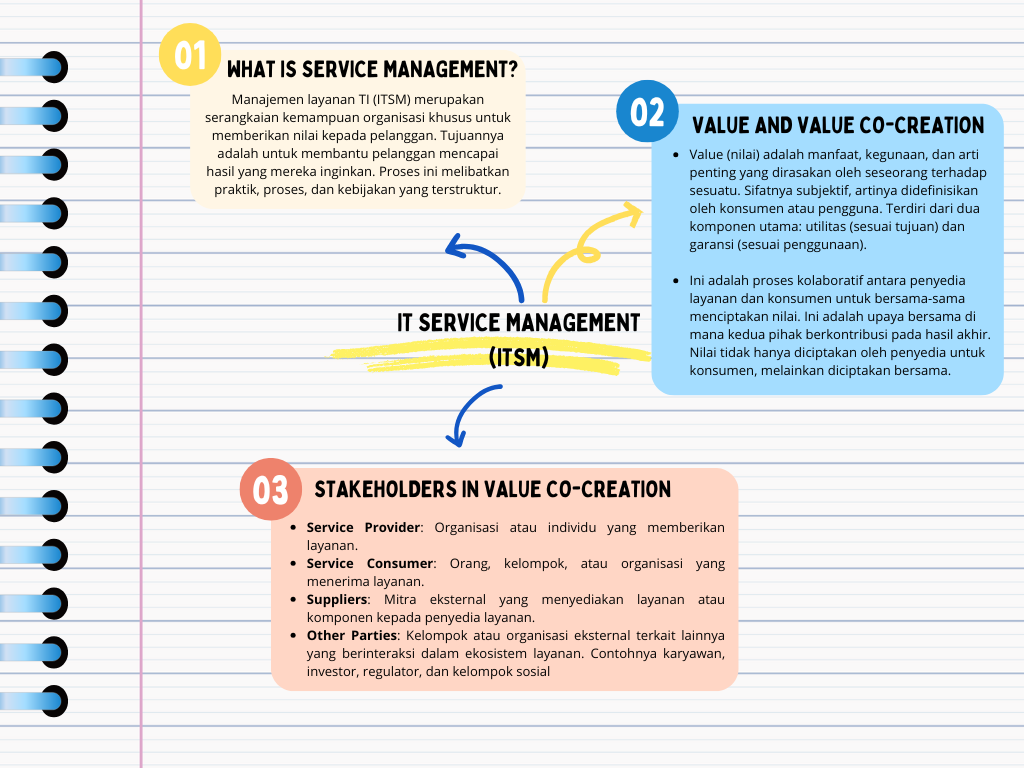 01
WHAT IS SERVICE MANAGEMENT?
Manajemen layanan TI (ITSM) merupakan
serangkaian kemampuan organisasi khusus untuk
memberikan nilai kepada pelanggan. Tujuannya
adalah untuk membantu pelanggan mencapai
hasil yang mereka inginkan. Proses ini melibatkan
praktik, proses, dan kebijakan yang terstruktur.
02
VALUE AND VALUE CO-CREATION
• Value (nilai) adalah manfaat, kegunaan, dan arti
penting yang dirasakan oleh seseorang terhadap
sesuatu. Sifatnya subjektif, artinya didefinisikan
oleh konsumen atau pengguna. Terdiri dari dua
komponen utama: utilitas (sesuai tujuan) dan
garansi (sesuai penggunaan).
• Ini adalah proses kolaboratif antara penyedia
layanan dan konsumen untuk bersama-sama
menciptakan nilai. Ini adalah upaya bersama di
mana kedua pihak berkontribusi pada hasil akhir.
Nilai tidak hanya diciptakan oleh penyedia untuk
konsumen, melainkan diciptakan bersama.
IT SERVICE MANAGEMENT
(ITSM)
03
STAKEHOLDERS IN VALUE CO-CREATION
• Service Provider: Organisasi atau individu yang memberikan
layanan.
• Service Consumer: Orang, kelompok, atau organisasi yang
menerima layanan.
• Suppliers: Mitra eksternal yang menyediakan layanan atau
komponen kepada penyedia layanan.
• Other Parties: Kelompok atau organisasi eksternal terkait lainnya
yang berinteraksi dalam ekosistem layanan. Contohnya karyawan,
investor, regulator, dan kelompok sosial